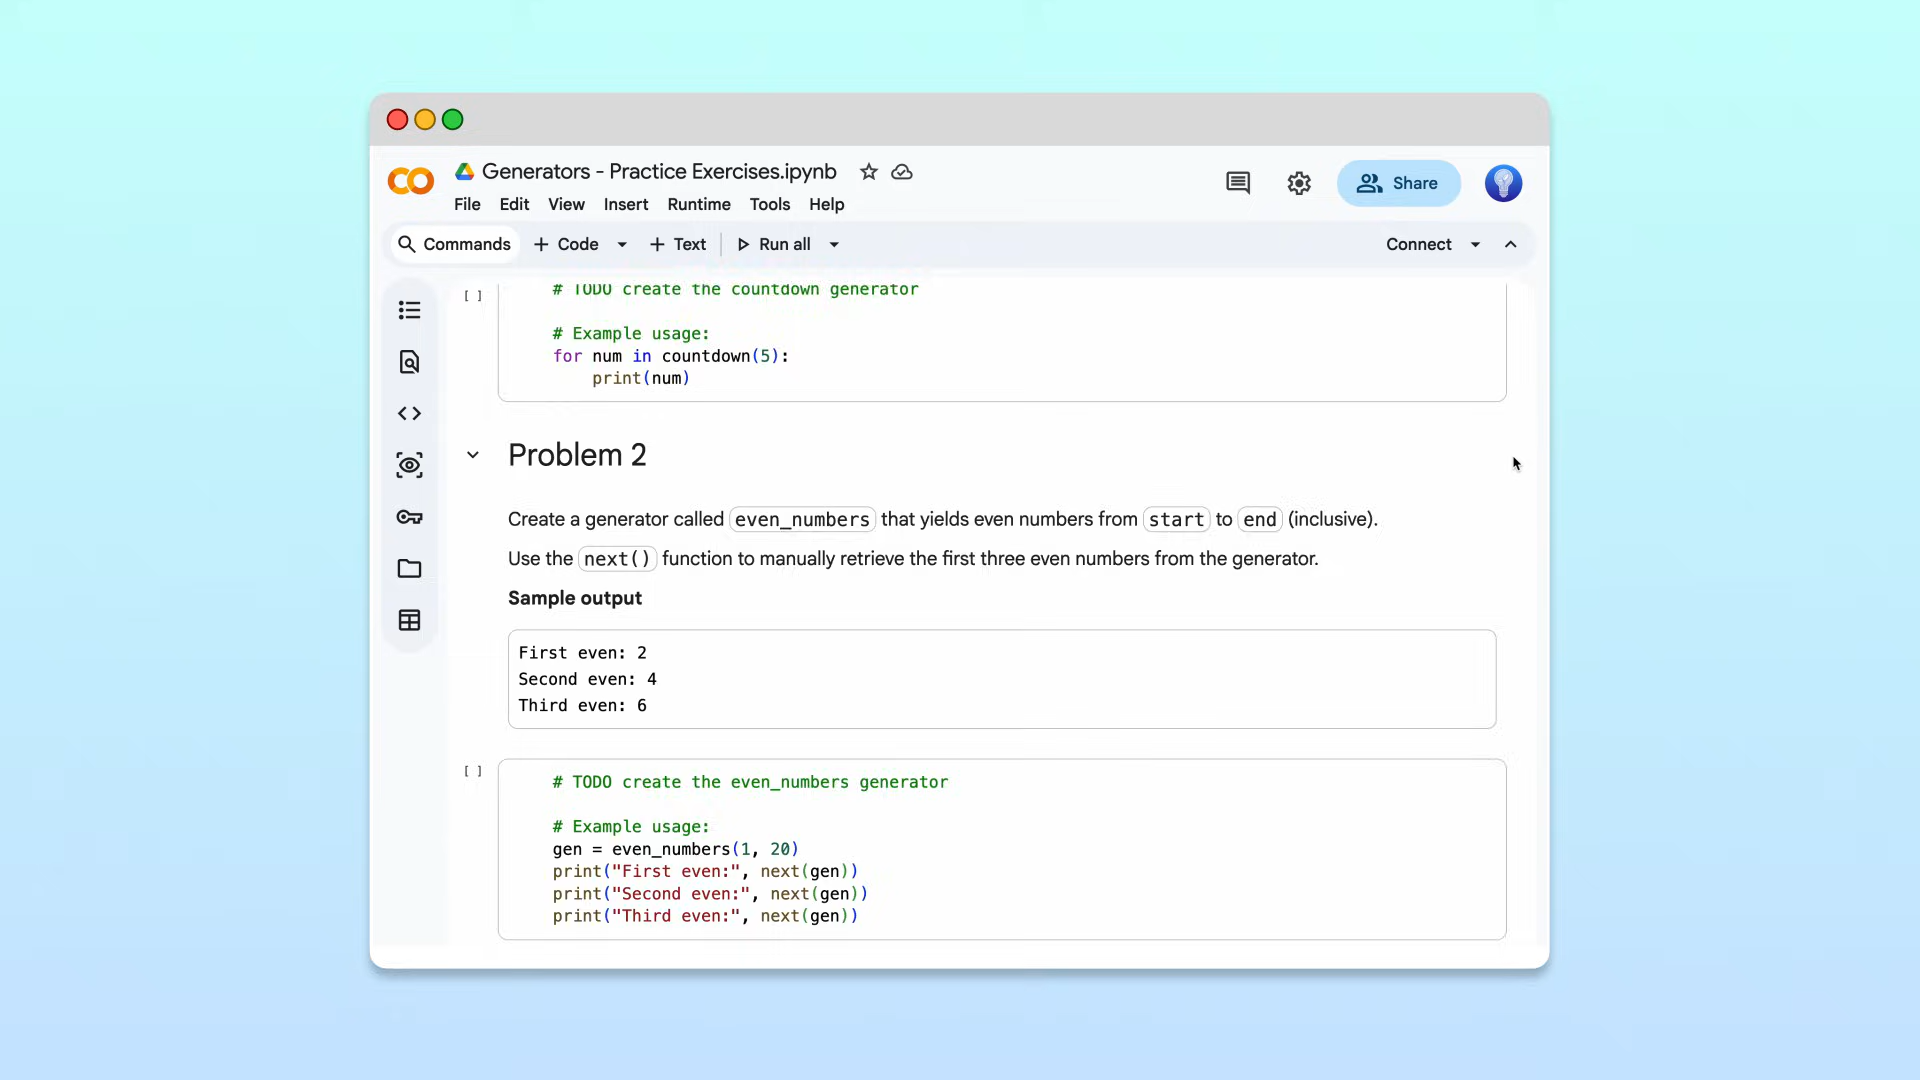 Generators - Practice Exercises.ipynb
File Edit View Insert Runtime Tools Help
Share
Commands + Code + Text Run all Connect
[ ]
# TODO create the countdown generator
# Example usage:
for num in countdown(5):
print(num)
Problem 2
Create a generator called even_numbers that yields even numbers from start to end (inclusive).
Use the next() function to manually retrieve the first three even numbers from the generator.
Sample output
First even: 2
Second even: 4
Third even: 6
[ ]
# TODO create the even_numbers generator
# Example usage:
gen = even_numbers(1, 20)
print("First even:", next(gen))
print("Second even:", next(gen))
print("Third even:", next(gen))